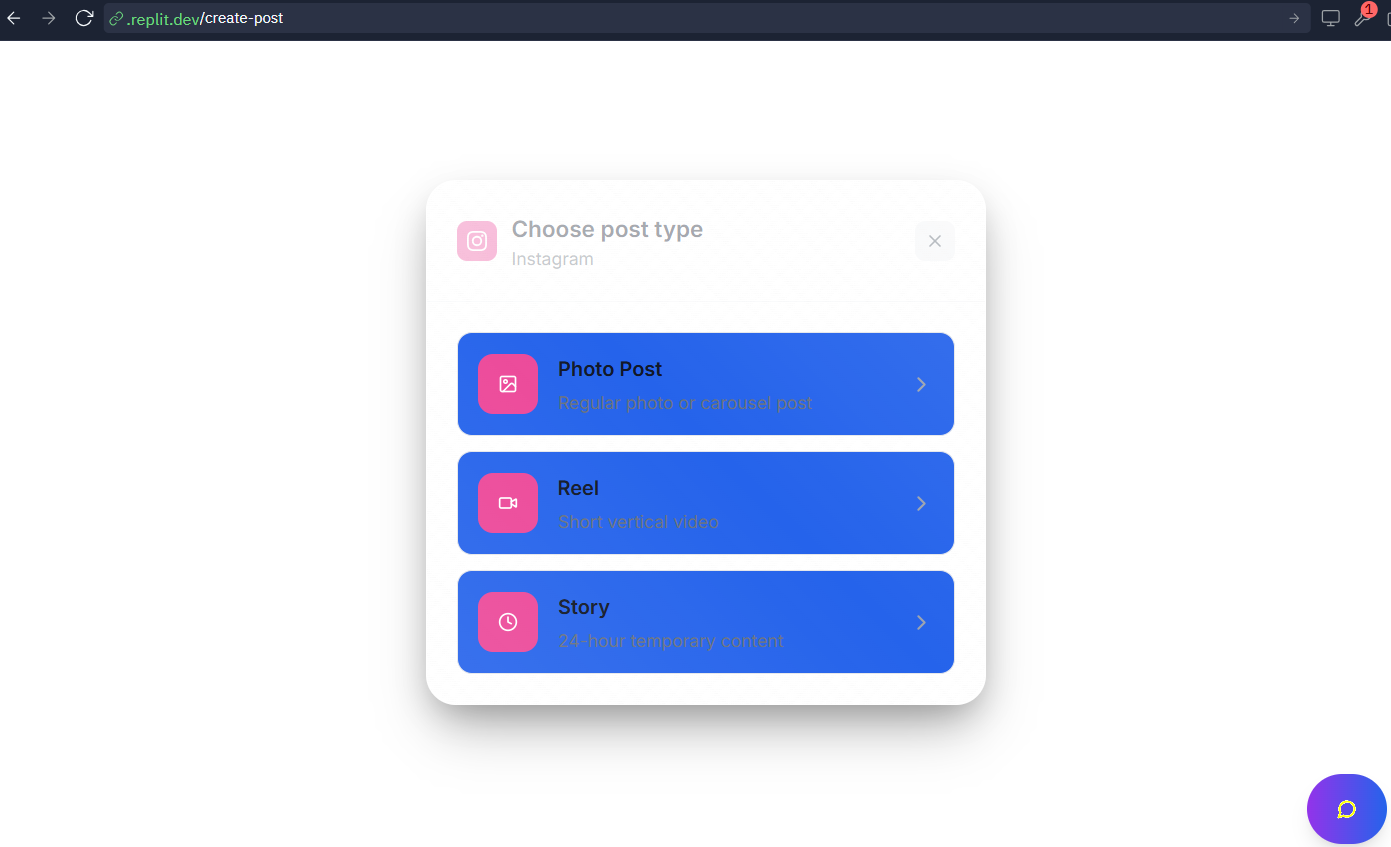 .replit.dev/create-post
1
Choose post type
Instagram
Photo Post
Regular photo or carousel post
Reel
Short vertical video
Story
24-hour temporary content